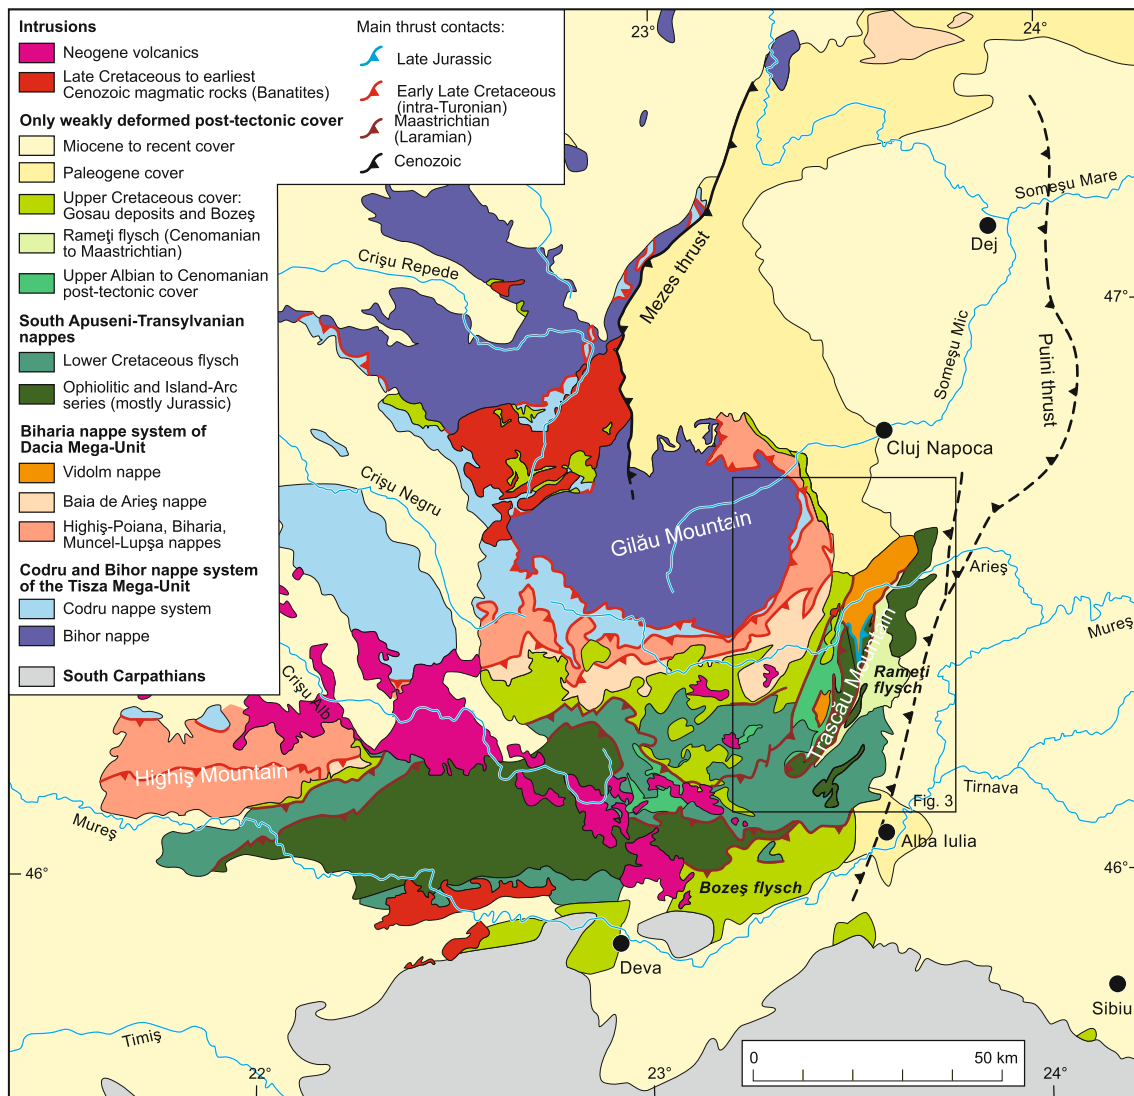 Intrusions
Neogene volcanics
Late Cretaceous to earliest
Cenozoic magmatic rocks (Banatites)
Only weakly deformed post-tectonic cover
Miocene to recent cover
Paleogene cover
Upper Cretaceous cover:
Gosau deposits and Bozeş
Rameţi flysch (Cenomanian
to Maastrichtian)
Upper Albian to Cenomanian
post-tectonic cover
South Apuseni-Transylvanian
nappes
Lower Cretaceous flysch
Ophiolitic and Island-Arc
series (mostly Jurassic)
Biharia nappe system of
Dacia Mega-Unit
Vidolm nappe
Baia de Arieş nappe
Highiş-Poiana, Biharia,
Muncel-Lupşa nappes
Codru and Bihor nappe system
of the Tisza Mega-Unit
Codru nappe system
Bihor nappe
South Carpathians
Main thrust contacts:
Late Jurassic
Early Late Cretaceous
(intra-Turonian)
Maastrichtian
(Laramian)
Cenozoic
23°
24°
Someşu Mare
Dej
Crişu Repede
Mezes thrust
47°
Someşu Mic
Puini thrust
Cluj Napoca
Crişu Negru
Gilău Mountain
Arieş
Mureş
Trascău Mountain
Rameţi
flysch
Crişu Alb
Highiş Mountain
Mureş
Tirnava
Fig. 3
Alba Iulia
46°
46°
Bozeş flysch
Deva
Sibiu
Timiş
0
50 km
22°
23°
24°